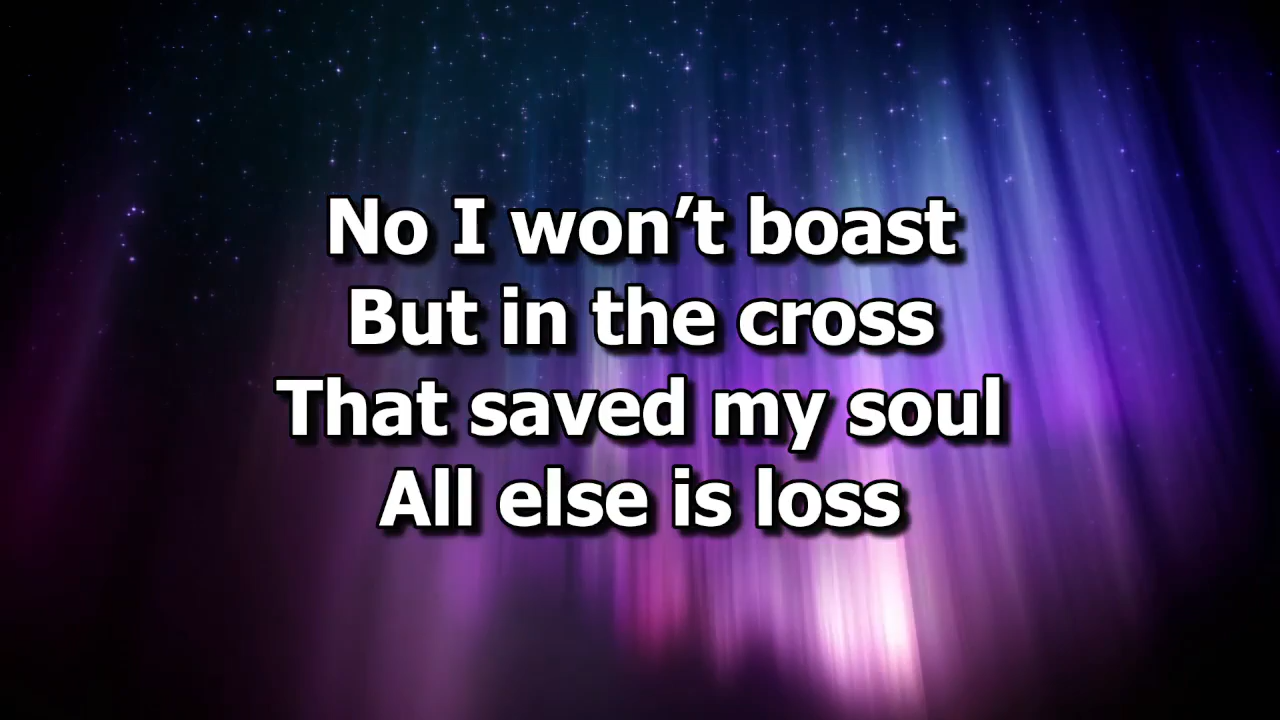 No I won’t boast
But in the cross
That saved my soul
All else is loss